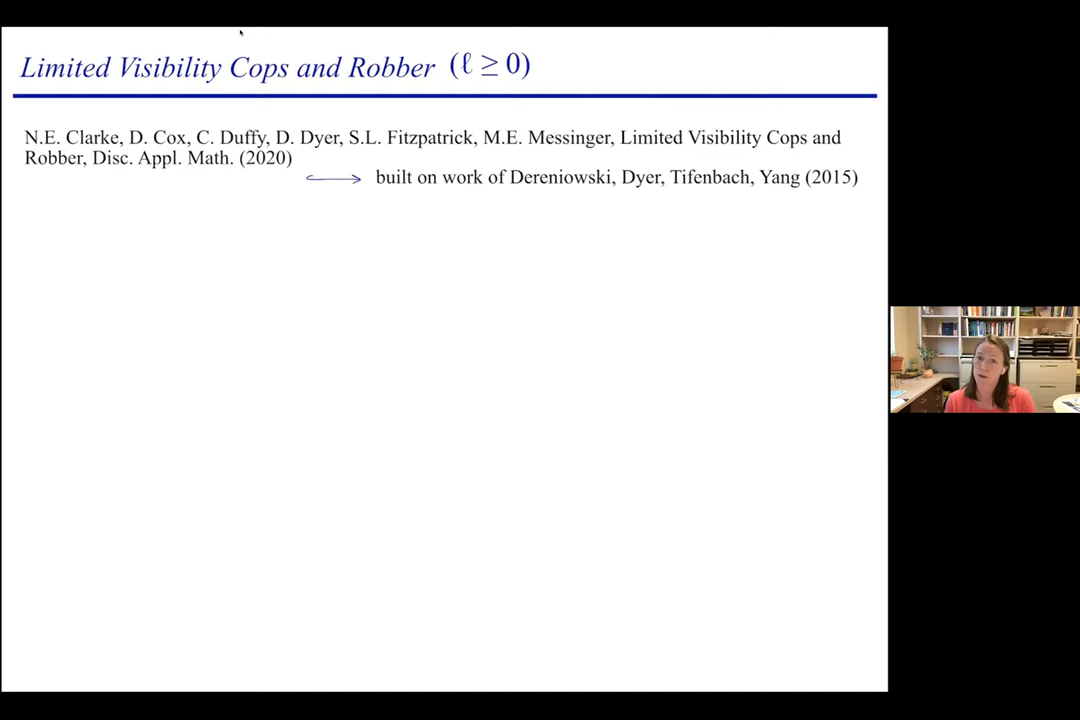 Limited Visibility Cops and Robber (ℓ ≥ 0)
N.E. Clarke, D. Cox, C. Duffy, D. Dyer, S.L. Fitzpatrick, M.E. Messinger, Limited Visibility Cops and
Robber, Disc. Appl. Math. (2020)
built on work of Dereniowski, Dyer, Tifenbach, Yang (2015)